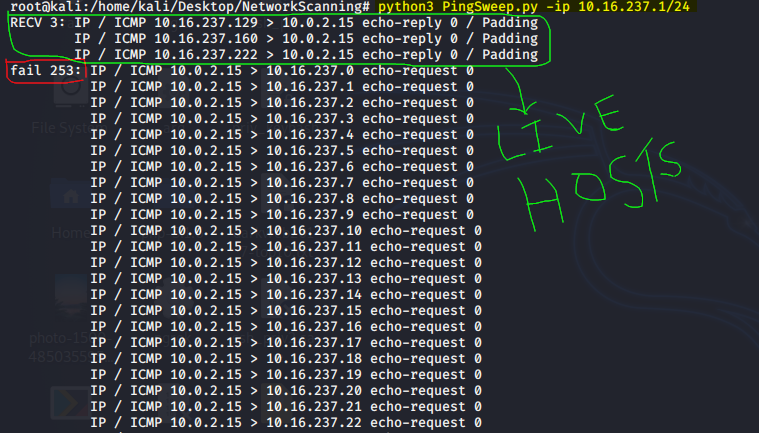 root@kali:/home/kali/Desktop/NetworkScanning# python3 PingSweep.py -ip 10.16.237.1/24
RECV 3: IP / ICMP 10.16.237.129 > 10.0.2.15 echo-reply 0 / Padding
IP / ICMP 10.16.237.160 > 10.0.2.15 echo-reply 0 / Padding
IP / ICMP 10.16.237.222 > 10.0.2.15 echo-reply 0 / Padding
fail 253: IP / ICMP 10.0.2.15 > 10.16.237.0 echo-request 0
IP / ICMP 10.0.2.15 > 10.16.237.1 echo-request 0
IP / ICMP 10.0.2.15 > 10.16.237.2 echo-request 0
IP / ICMP 10.0.2.15 > 10.16.237.3 echo-request 0
IP / ICMP 10.0.2.15 > 10.16.237.4 echo-request 0
IP / ICMP 10.0.2.15 > 10.16.237.5 echo-request 0
IP / ICMP 10.0.2.15 > 10.16.237.6 echo-request 0
IP / ICMP 10.0.2.15 > 10.16.237.7 echo-request 0
IP / ICMP 10.0.2.15 > 10.16.237.8 echo-request 0
IP / ICMP 10.0.2.15 > 10.16.237.9 echo-request 0
IP / ICMP 10.0.2.15 > 10.16.237.10 echo-request 0
IP / ICMP 10.0.2.15 > 10.16.237.11 echo-request 0
IP / ICMP 10.0.2.15 > 10.16.237.12 echo-request 0
IP / ICMP 10.0.2.15 > 10.16.237.13 echo-request 0
IP / ICMP 10.0.2.15 > 10.16.237.14 echo-request 0
IP / ICMP 10.0.2.15 > 10.16.237.15 echo-request 0
IP / ICMP 10.0.2.15 > 10.16.237.16 echo-request 0
IP / ICMP 10.0.2.15 > 10.16.237.17 echo-request 0
IP / ICMP 10.0.2.15 > 10.16.237.18 echo-request 0
IP / ICMP 10.0.2.15 > 10.16.237.19 echo-request 0
IP / ICMP 10.0.2.15 > 10.16.237.20 echo-request 0
IP / ICMP 10.0.2.15 > 10.16.237.21 echo-request 0
IP / ICMP 10.0.2.15 > 10.16.237.22 echo-request 0
LIVE
HOSTS
File System
Home